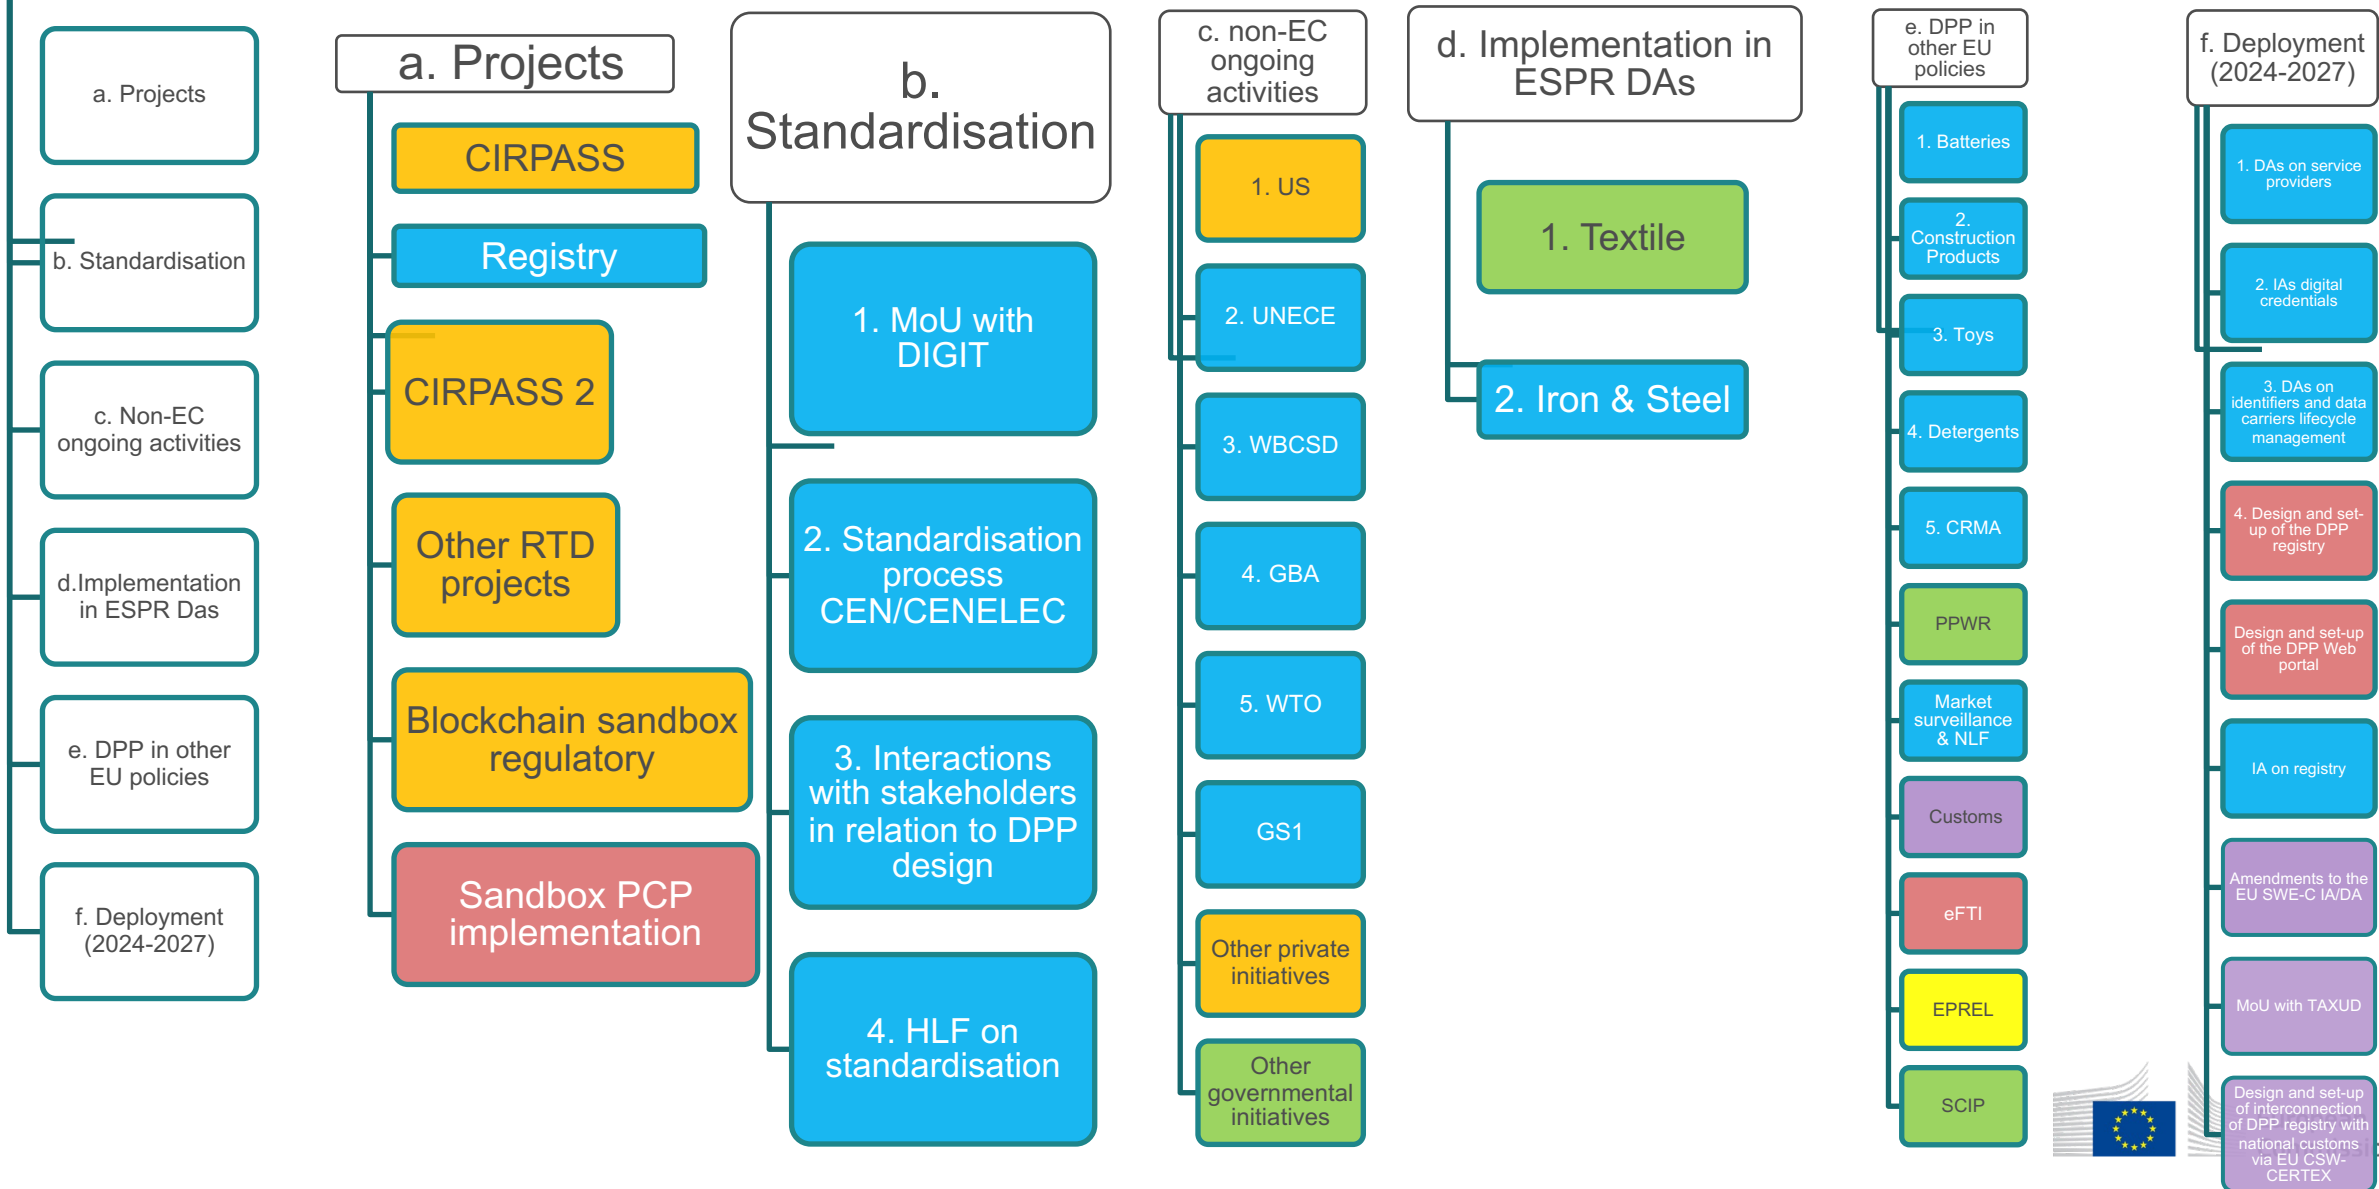 a. Projects
b. Standardisation
c. Non-EC
ongoing activities
d.Implementation
in ESPR Das
e. DPP in other
EU policies
f. Deployment
(2024-2027)
a. Projects
CIRPASS
Registry
CIRPASS 2
Other RTD
projects
Blockchain sandbox
regulatory
Sandbox PCP
implementation
b.
Standardisation
1. MoU with
DIGIT
2. Standardisation
process
CEN/CENELEC
3. Interactions
with stakeholders
in relation to DPP
design
4. HLF on
standardisation
c. non-EC
ongoing
activities
1. US
2. UNECE
3. WBCSD
4. GBA
5. WTO
GS1
Other private
initiatives
Other
governmental
initiatives
d. Implementation in
ESPR DAs
1. Textile
2. Iron & Steel
e. DPP in
other EU
policies
1. Batteries
2.
Construction
Products
3. Toys
4. Detergents
5. CRMA
PPWR
Market
surveillance
& NLF
Customs
eFTI
EPREL
SCIP
f. Deployment
(2024-2027)
1. DAs on service
providers
2. IAs digital
credentials
3. DAs on
identifiers and data
carriers lifecycle
management
4. Design and set-
up of the DPP
registry
Design and set-up
of the DPP Web
portal
IA on registry
Amendments to the
EU SWE-C IA/DA
MoU with TAXUD
Design and set-up
of interconnection
of DPP registry with
national customs
via EU CSW-
CERTEX